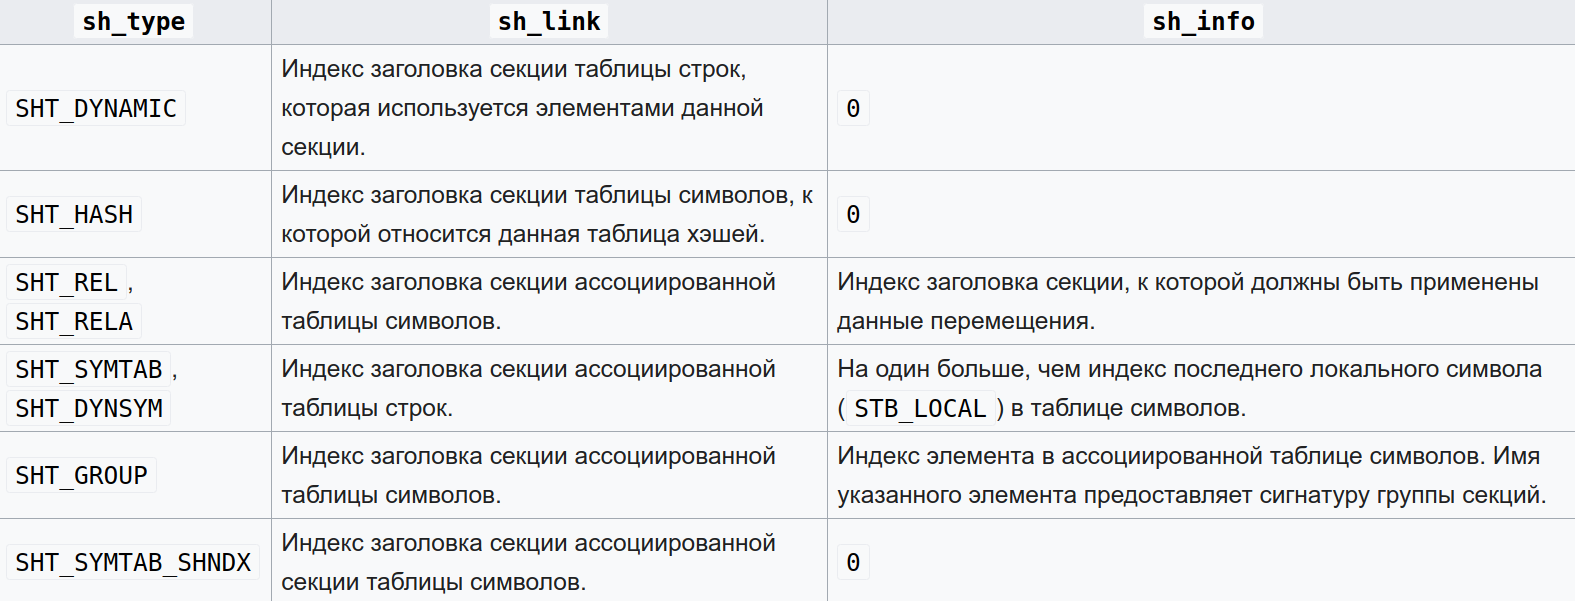 sh_type sh_link sh_info
Индекс заголовка секции таблицы строк,
SHT_DYNAMIC которая используется элементами данной 0
секции.
Индекс заголовка секции таблицы символов, к
SHT_HASH 0
которой относится данная таблица хэшей.
SHT_REL, Индекс заголовка секции ассоциированной Индекс заголовка секции, к которой должны быть применены
SHT_RELA таблицы символов. данные перемещения.
SHT_SYMTAB, Индекс заголовка секции ассоциированной На один больше, чем индекс последнего локального символа
SHT_DYNSYM таблицы строк. (STB_LOCAL) в таблице символов.
Индекс заголовка секции ассоциированной Индекс элемента в ассоциированной таблице символов. Имя
SHT_GROUP
таблицы символов. указанного элемента предоставляет сигнатуру группы секций.
Индекс заголовка секции ассоциированной
SHT_SYMTAB_SHNDX 0
секции таблицы символов.